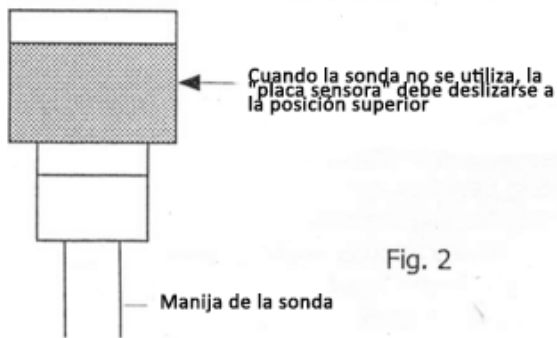 Cuando la sonda no se utiliza, la
"placa sensora" debe deslizarse a
la posición superior
Fig. 2
Manija de la sonda